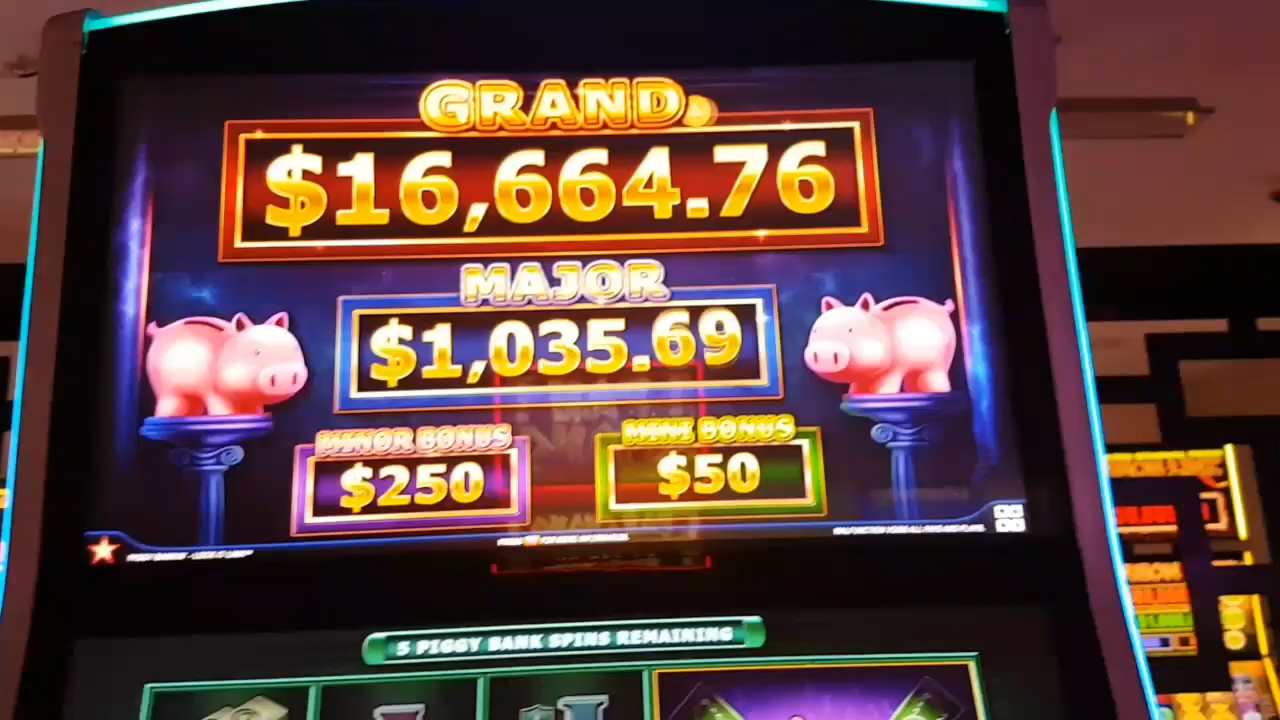 GRAND
$16,664.76
MAJOR
$1,035.69
MINOR BONUS
$250
MINI BONUS
$50
5 PIGGY BANK SPINS REMAINING